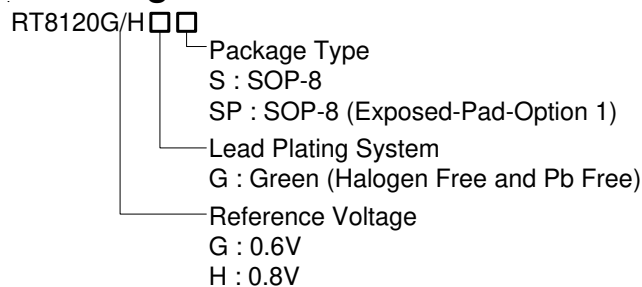 RT8120G/H
Package Type
S : SOP-8
SP : SOP-8 (Exposed-Pad-Option 1)
Lead Plating System
G : Green (Halogen Free and Pb Free)
Reference Voltage
G : 0.6V
H : 0.8V